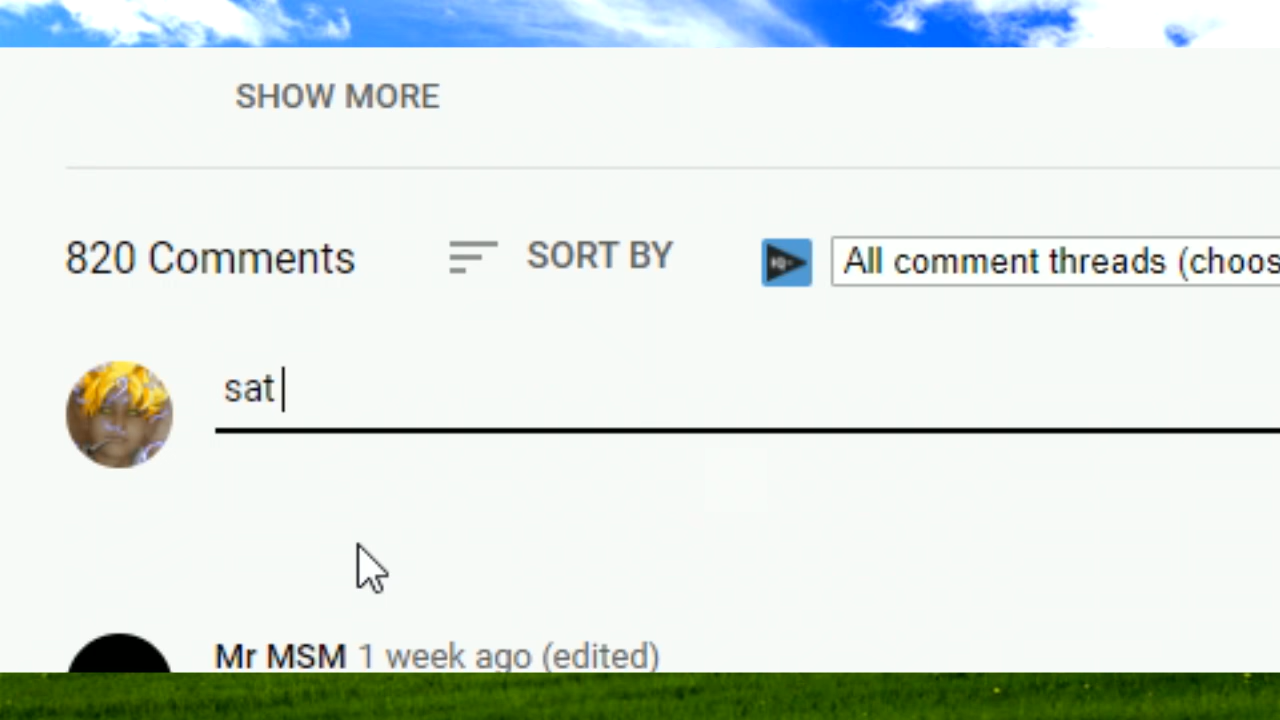 SHOW MORE
820 Comments
SORT BY
All comment threads (choos
sat
Mr MSM 1 week ago (edited)